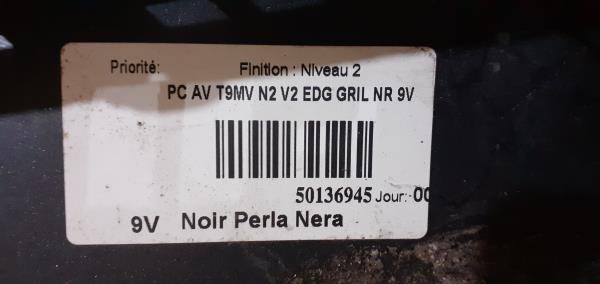 Priorité: Finition : Niveau 2
PC AV T9MV N2 V2 EDG GRIL NR 9V
50136945 Jour:-00
9V Noir Perla Nera